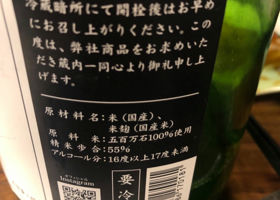 冷蔵暗所にて開栓後はお早め
にお召し上がりください。この
度は、弊社商品をお求めいた
だき蔵内一同心より御礼申し上
げます。
原材料名：米(国産)、
米麹(国産米)
原料米：五百万石100%使用
精米歩合：55%
アルコール分：16度以上17度未満
Instagram
要冷